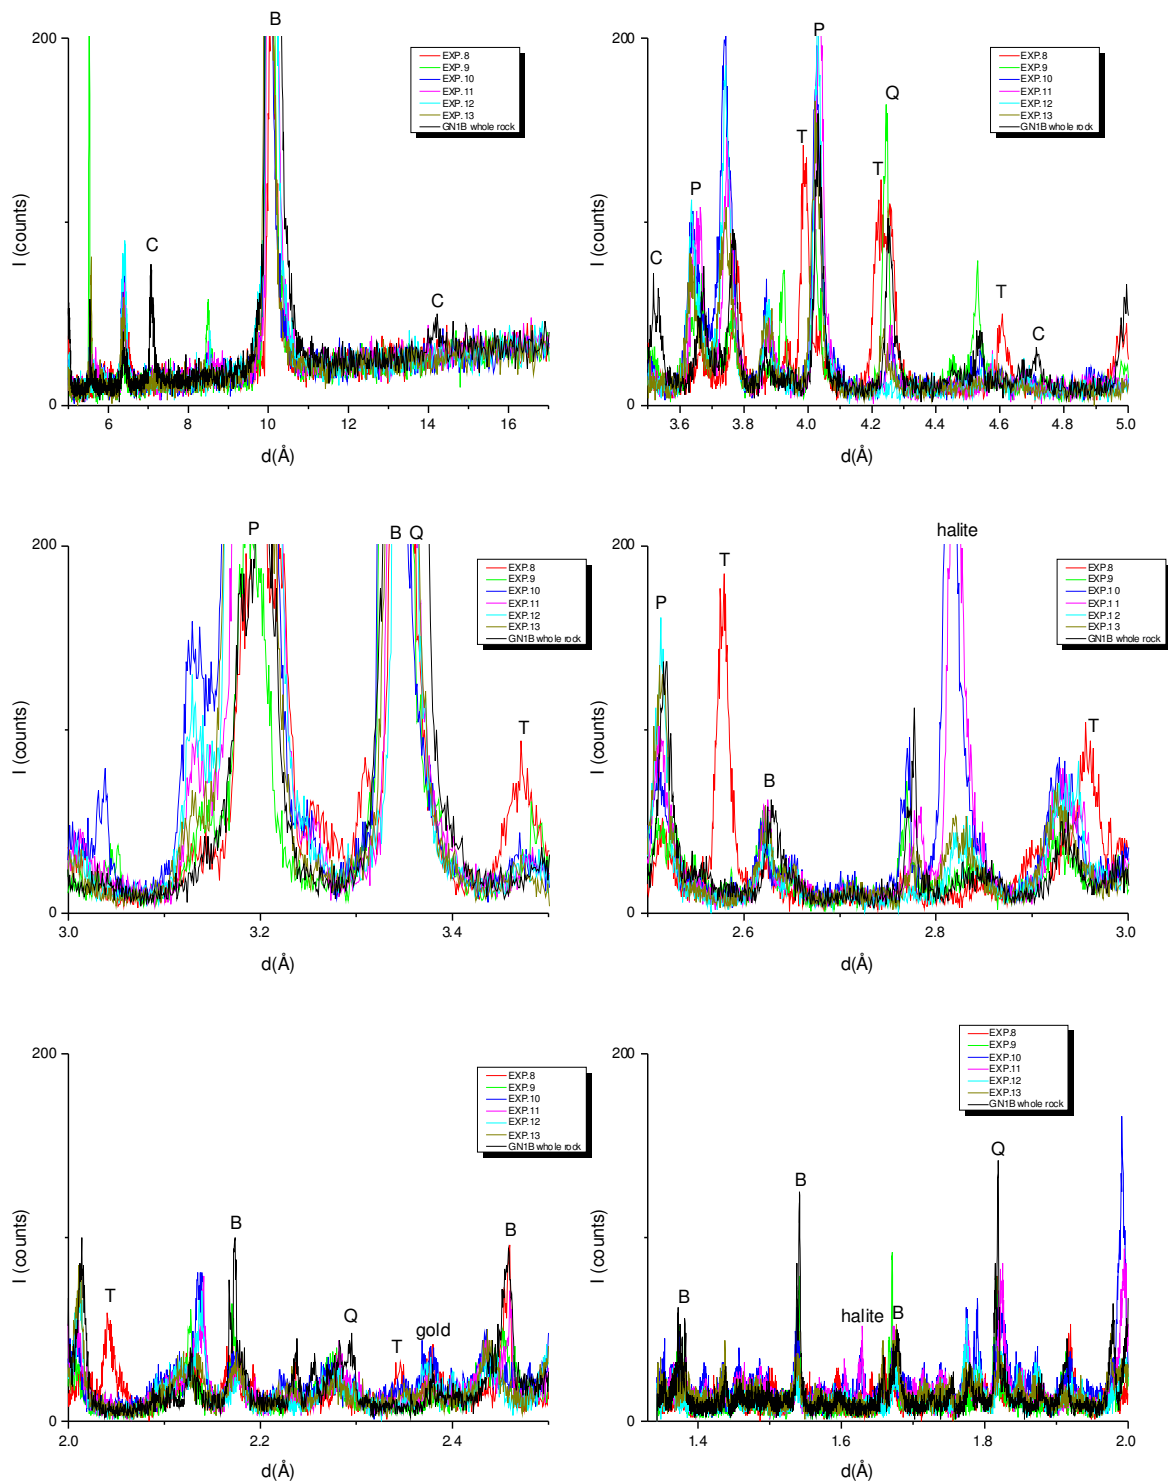 B
200
EXP.8
EXP.9
EXP.10
EXP.11
EXP.12
EXP.13
GN1B whole rock
I (counts)
C
C
0
6 8 10 12 14 16
d(Å)
P
200
EXP.8
EXP.9
EXP.10
EXP.11
EXP.12
EXP.13
GN1B whole rock
Q
T
T
P
I (counts)
C
T
C
0
3.6 3.8 4.0 4.2 4.4 4.6 4.8 5.0
d(Å)
P
B Q
200
EXP.8
EXP.9
EXP.10
EXP.11
EXP.12
EXP.13
GN1B whole rock
I (counts)
T
0
3.0 3.2 3.4
d(Å)
halite
200
T
EXP.8
EXP.9
EXP.10
EXP.11
EXP.12
EXP.13
GN1B whole rock
P
I (counts)
T
B
0
2.6 2.8 3.0
d(Å)
200
EXP.8
EXP.9
EXP.10
EXP.11
EXP.12
EXP.13
GN1B whole rock
I (counts)
B
B
T
Q
gold
T
0
2.0 2.2 2.4
d(Å)
200
EXP.8
EXP.9
EXP.10
EXP.11
EXP.12
EXP.13
GN1B whole rock
Q
B
I (counts)
B
halite
B
0
1.4 1.6 1.8 2.0
d(Å)